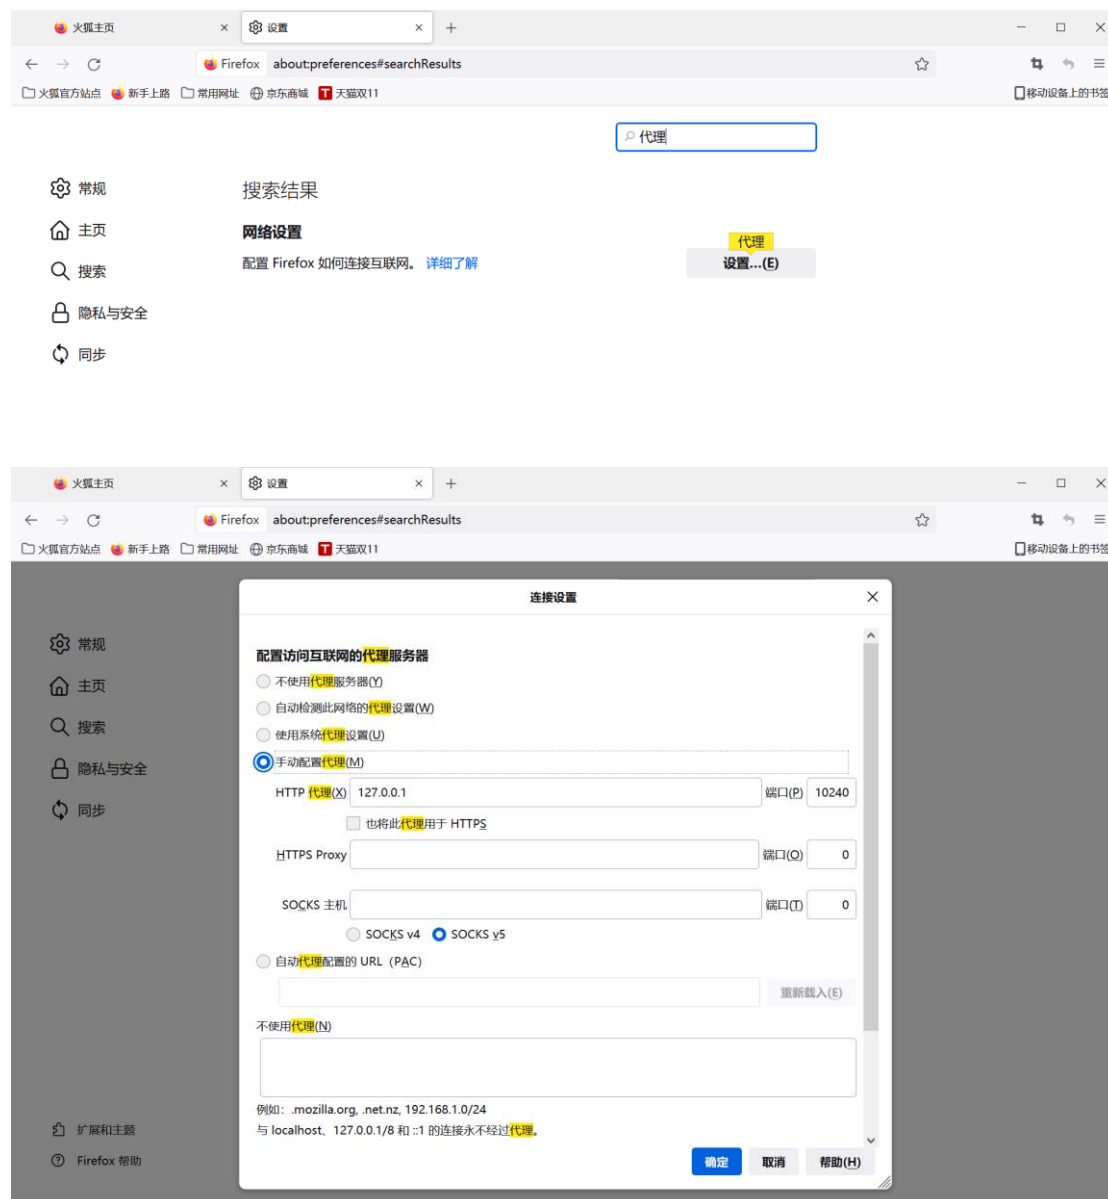 火狐主页
设置
Firefox about:preferences#searchResults
火狐官方站点 新手上路 常用网址 京东商城 天猫双11 移动设备上的书签
代理
常规
搜索结果
主页
网络设置
代理
配置 Firefox 如何连接互联网。 详细了解 设置...(E)
搜索
隐私与安全
同步
火狐主页
设置
Firefox about:preferences#searchResults
火狐官方站点 新手上路 常用网址 京东商城 天猫双11 移动设备上的书签
连接设置
常规
主页
搜索
隐私与安全
同步
配置访问互联网的代理服务器
不使用代理服务器(Y)
自动检测此网络的代理设置(W)
使用系统代理设置(U)
手动配置代理(M)
HTTP 代理(X) 127.0.0.1 端口(P) 10240
也将此代理用于 HTTPS
HTTPS Proxy 端口(O) 0
SOCKS 主机 端口(T) 0
SOCKS v4 SOCKS v5
自动代理配置的 URL（PAC）
重新载入(E)
不使用代理(N)
例如：.mozilla.org, .net.nz, 192.168.1.0/24
与 localhost、127.0.0.1/8 和 ::1 的连接永不经过代理。
确定 取消 帮助(H)
扩展和主题
Firefox 帮助